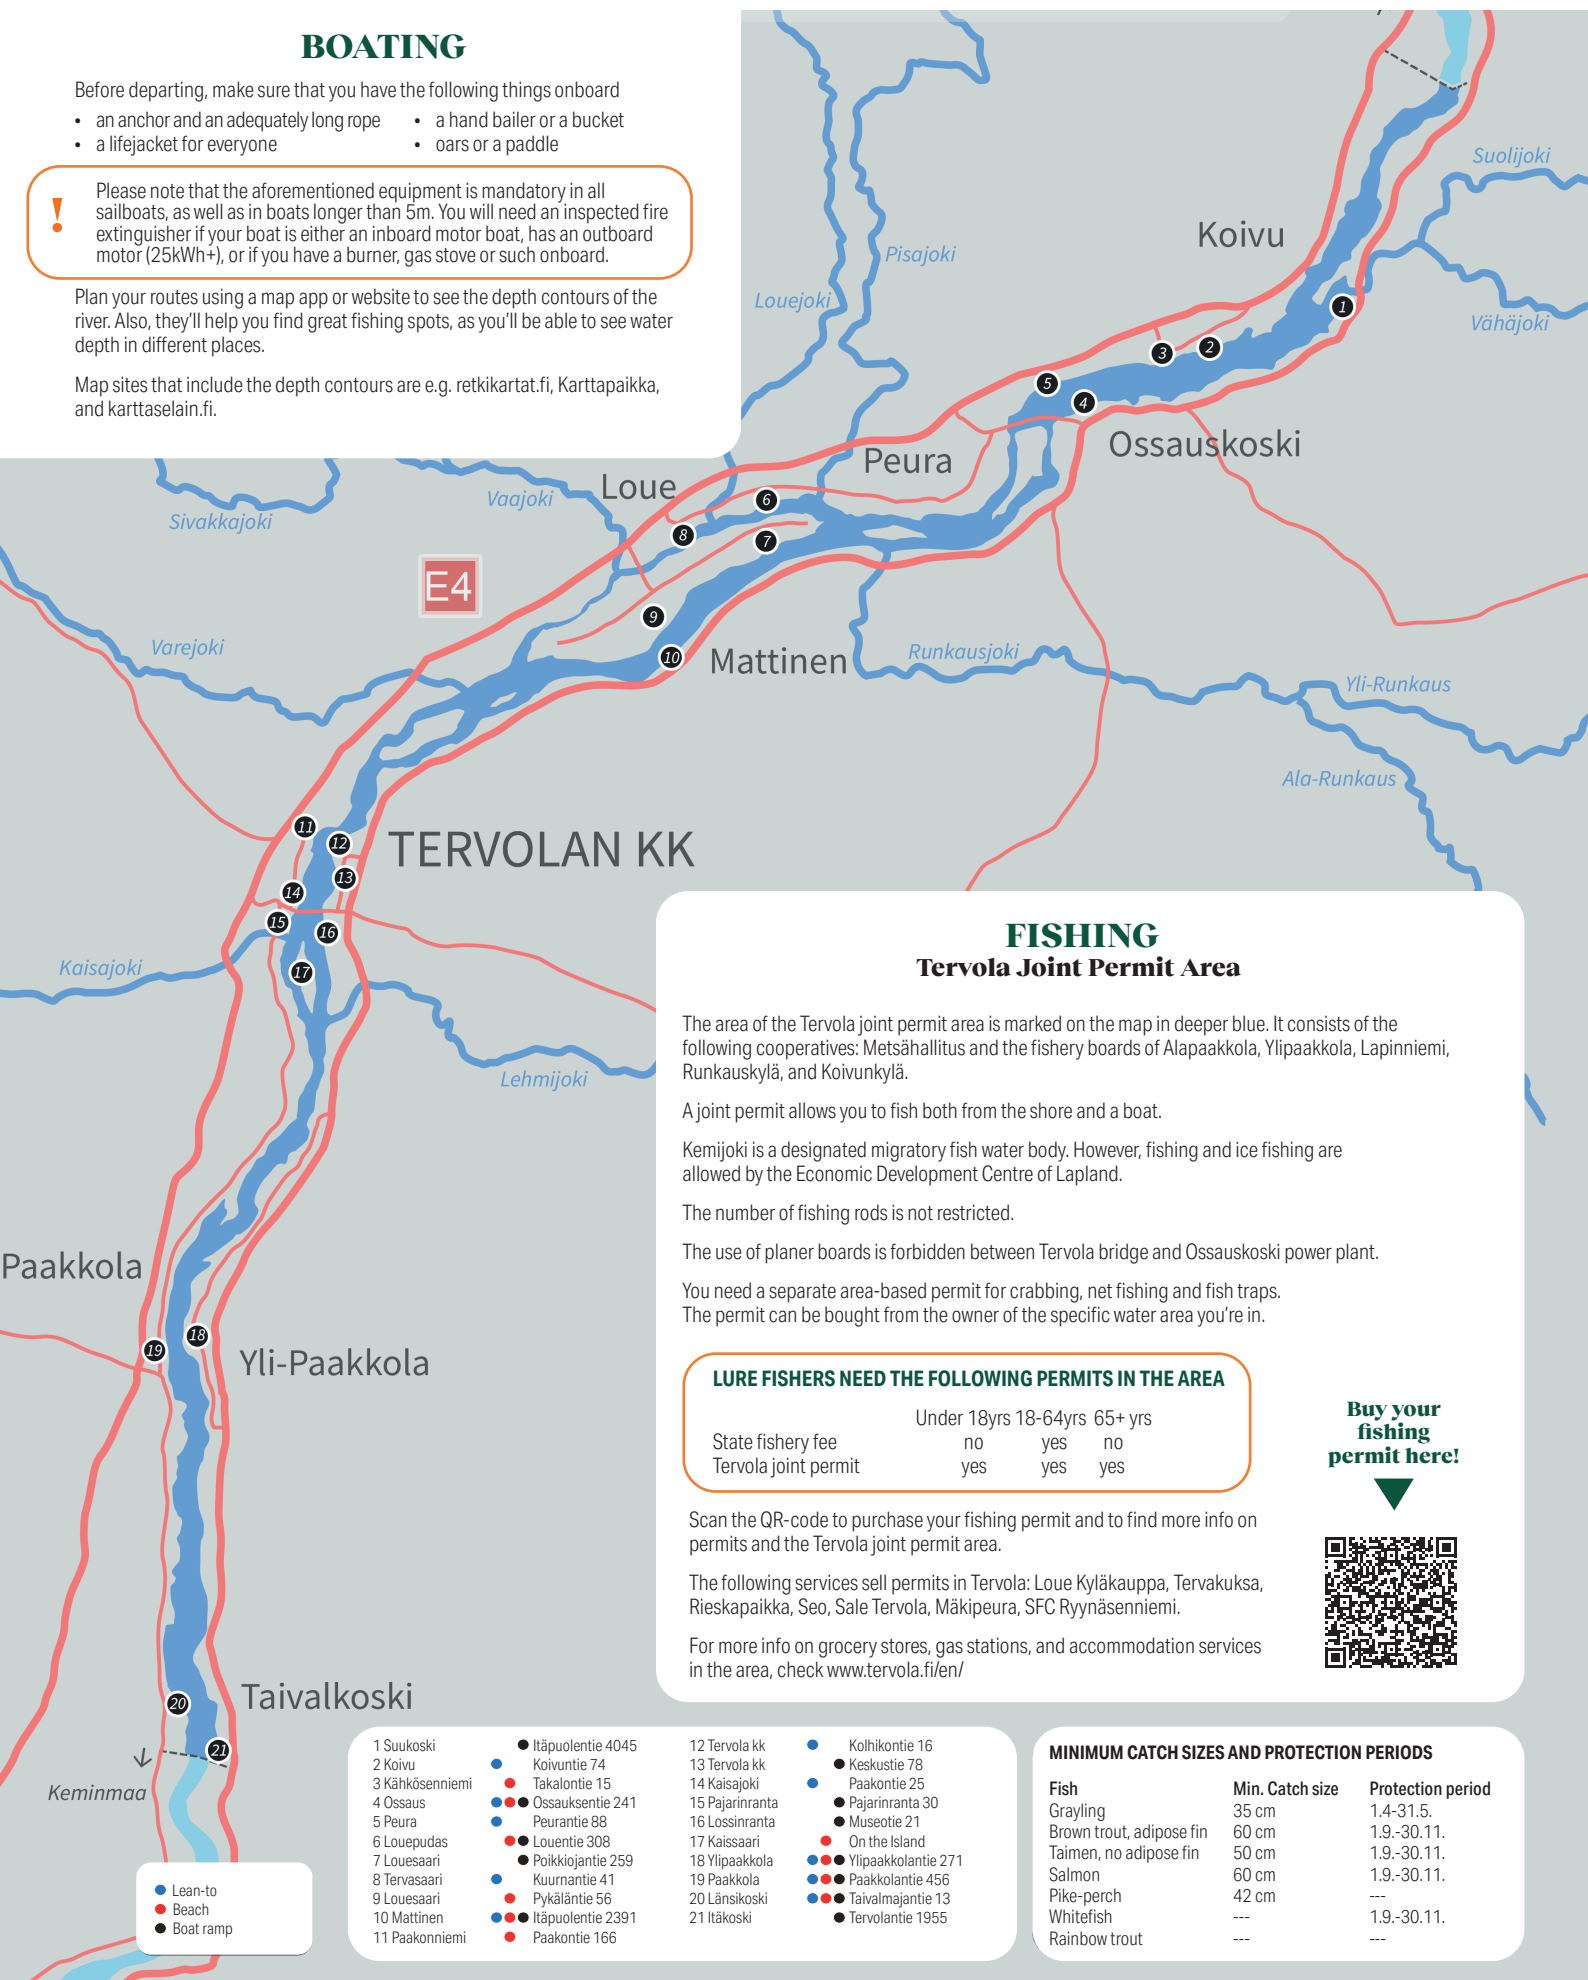 BOATING
Before departing, make sure that you have the following things onboard
• an anchor and an adequately long rope
• a lifejacket for everyone
• a hand bailer or a bucket
• oars or a paddle
!
Please note that the aforementioned equipment is mandatory in all
sailboats, as well as in boats longer than 5m. You will need an inspected fire
extinguisher if your boat is either an inboard motor boat, has an outboard
motor (25kWh+), or if you have a burner, gas stove or such onboard.
Plan your routes using a map app or website to see the depth contours of the
river. Also, they'll help you find great fishing spots, as you'll be able to see water
depth in different places.
Map sites that include the depth contours are e.g. retkikartat.fi, Karttapaikka,
and karttaselain.fi.
Suolijoki
Koivu
Pisajoki
Louejoki
1
Vähäjoki
2
3
5
4
Ossauskoski
Peura
Loue
Vaajoki
6
Sivakkajoki
8
7
E4
9
Varejoki
10
Mattinen
Runkausjoki
Yli-Runkaus
Ala-Runkaus
11
12
TERVOLAN KK
13
14
15
16
Kaisajoki
17
Lehmijoki
Paakkola
18
19
Yli-Paakkola
Taivalkoski
20
21
Keminmaa
FISHING
Tervola Joint Permit Area
The area of the Tervola joint permit area is marked on the map in deeper blue. It consists of the
following cooperatives: Metsähallitus and the fishery boards of Alapaakkola, Ylipaakkola, Lapinniemi,
Runkauskylä, and Koivunkylä.
A joint permit allows you to fish both from the shore and a boat.
Kemijoki is a designated migratory fish water body. However, fishing and ice fishing are
allowed by the Economic Development Centre of Lapland.
The number of fishing rods is not restricted.
The use of planer boards is forbidden between Tervola bridge and Ossauskoski power plant.
You need a separate area-based permit for crabbing, net fishing and fish traps.
The permit can be bought from the owner of the specific water area you're in.
LURE FISHERS NEED THE FOLLOWING PERMITS IN THE AREA
Under 18yrs 18-64yrs 65+ yrs
State fishery fee no yes no
Tervola joint permit yes yes yes
Buy your
fishing
permit here!
Scan the QR-code to purchase your fishing permit and to find more info on
permits and the Tervola joint permit area.
The following services sell permits in Tervola: Loue Kyläkauppa, Tervakuksa,
Rieskapaikka, Seo, Sale Tervola, Mäkipeura, SFC Ryynäsenniemi.
For more info on grocery stores, gas stations, and accommodation services
in the area, check www.tervola.fi/en/
Lean-to
Beach
Boat ramp
1 Suukoski Itäpuolentie 4045
2 Koivu Koivuntie 74
3 Kähkösenniemi Takalontie 15
4 Ossaus Ossauksentie 241
5 Peura Peurantie 88
6 Louepudas Louentie 308
7 Louesaari Poikkiojantie 259
8 Tervasaari Kuurnantie 41
9 Louesaari Pykäläntie 56
10 Mattinen Itäpuolentie 2391
11 Paakonniemi Paakontie 166
12 Tervola kk Kolhikontie 16
13 Tervola kk Keskustie 78
14 Kaisajoki Paakontie 25
15 Pajarinranta Pajarinranta 30
16 Lossinranta Museotie 21
17 Kaissaari On the Island
18 Ylipaakkola Ylipaakkolantie 271
19 Paakkola Paakkolantie 456
20 Länsikoski Taivalmajantie 13
21 Itäkoski Tervolantie 1955
MINIMUM CATCH SIZES AND PROTECTION PERIODS
Fish Min. Catch size Protection period
Grayling 35 cm 1.4-31.5.
Brown trout, adipose fin 60 cm 1.9.-30.11.
Taimen, no adipose fin 50 cm 1.9.-30.11.
Salmon 60 cm 1.9.-30.11.
Pike-perch 42 cm ---
Whitefish --- 1.9.-30.11.
Rainbow trout --- ---